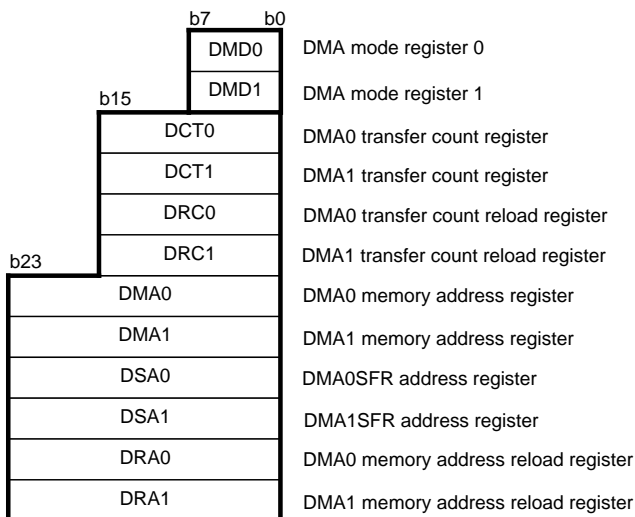 b7 b0
DMD0 DMA mode register 0
DMD1 DMA mode register 1
b15
DCT0 DMA0 transfer count register
DCT1 DMA1 transfer count register
DRC0 DMA0 transfer count reload register
DRC1 DMA1 transfer count reload register
b23
DMA0 DMA0 memory address register
DMA1 DMA1 memory address register
DSA0 DMA0SFR address register
DSA1 DMA1SFR address register
DRA0 DMA0 memory address reload register
DRA1 DMA1 memory address reload register